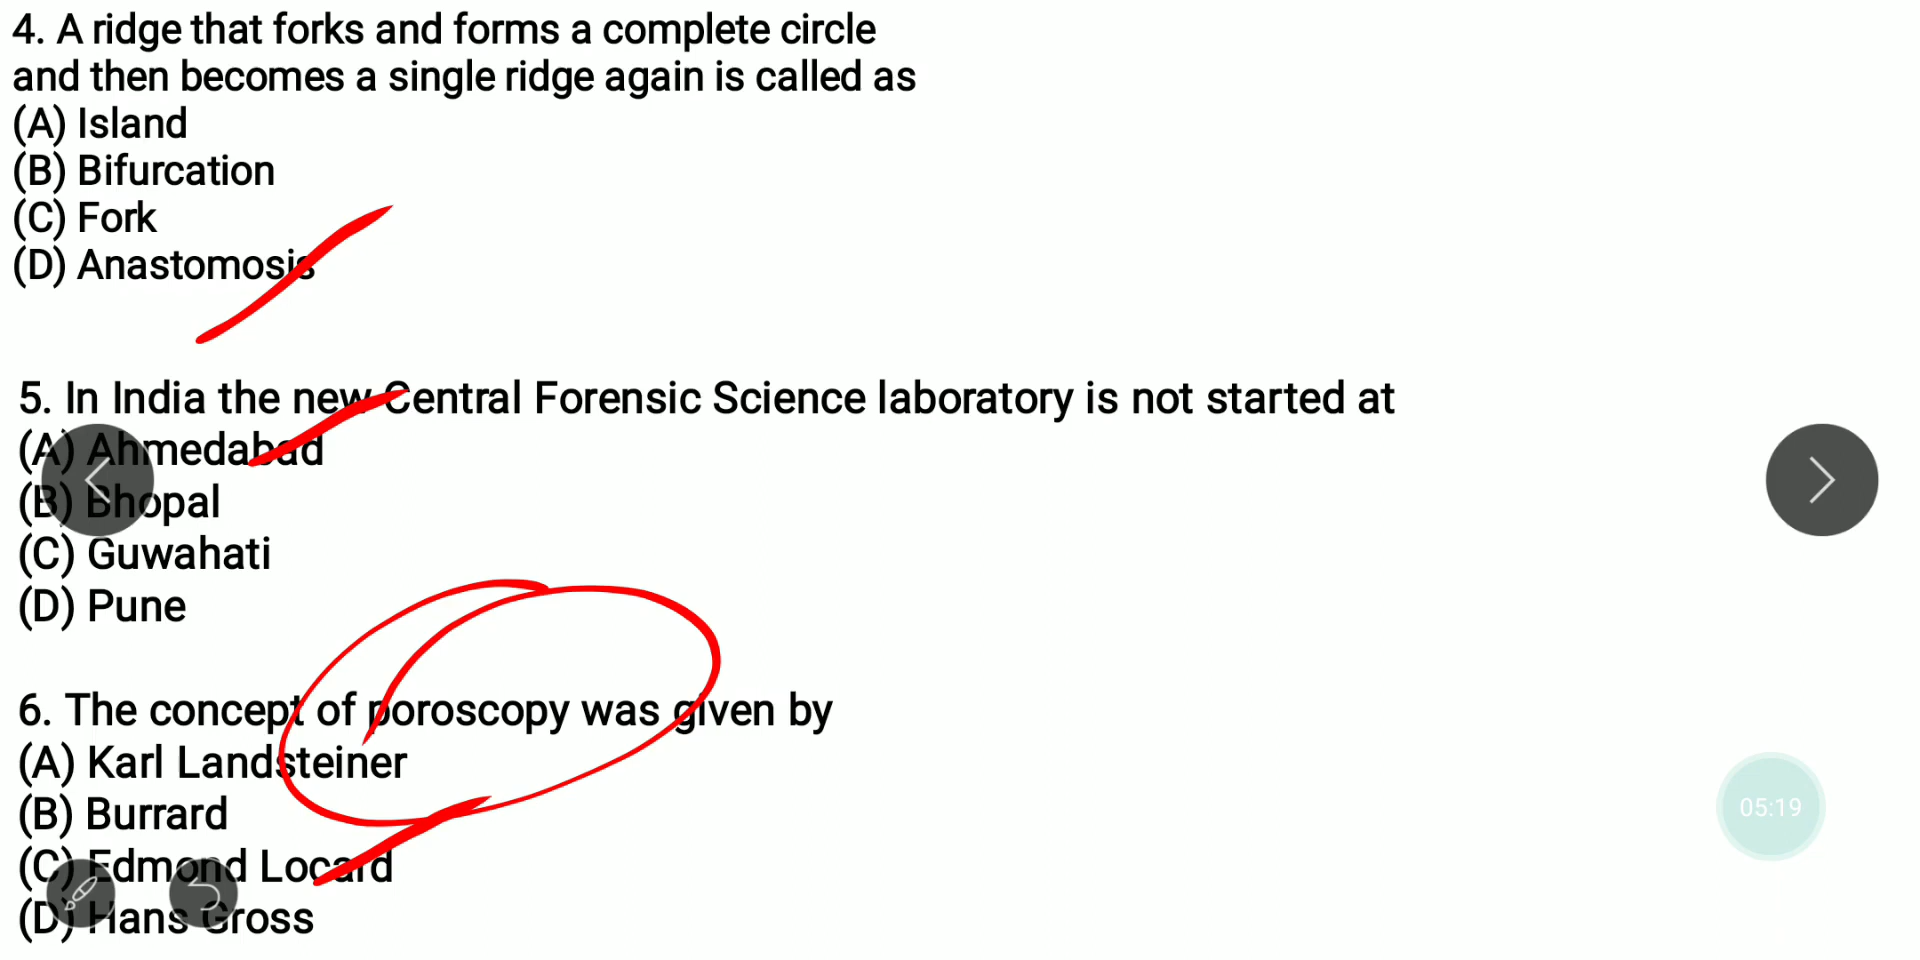 4. A ridge that forks and forms a complete circle
and then becomes a single ridge again is called as
(A) Island
(B) Bifurcation
(C) Fork
(D) Anastomosis
5. In India the new Central Forensic Science laboratory is not started at
(A) Ahmedabad
(B) Bhopal
(C) Guwahati
(D) Pune
6. The concept of poroscopy was given by
(A) Karl Landsteiner
(B) Burrard
(C) Edmond Locard
(D) Hans Gross
05:19